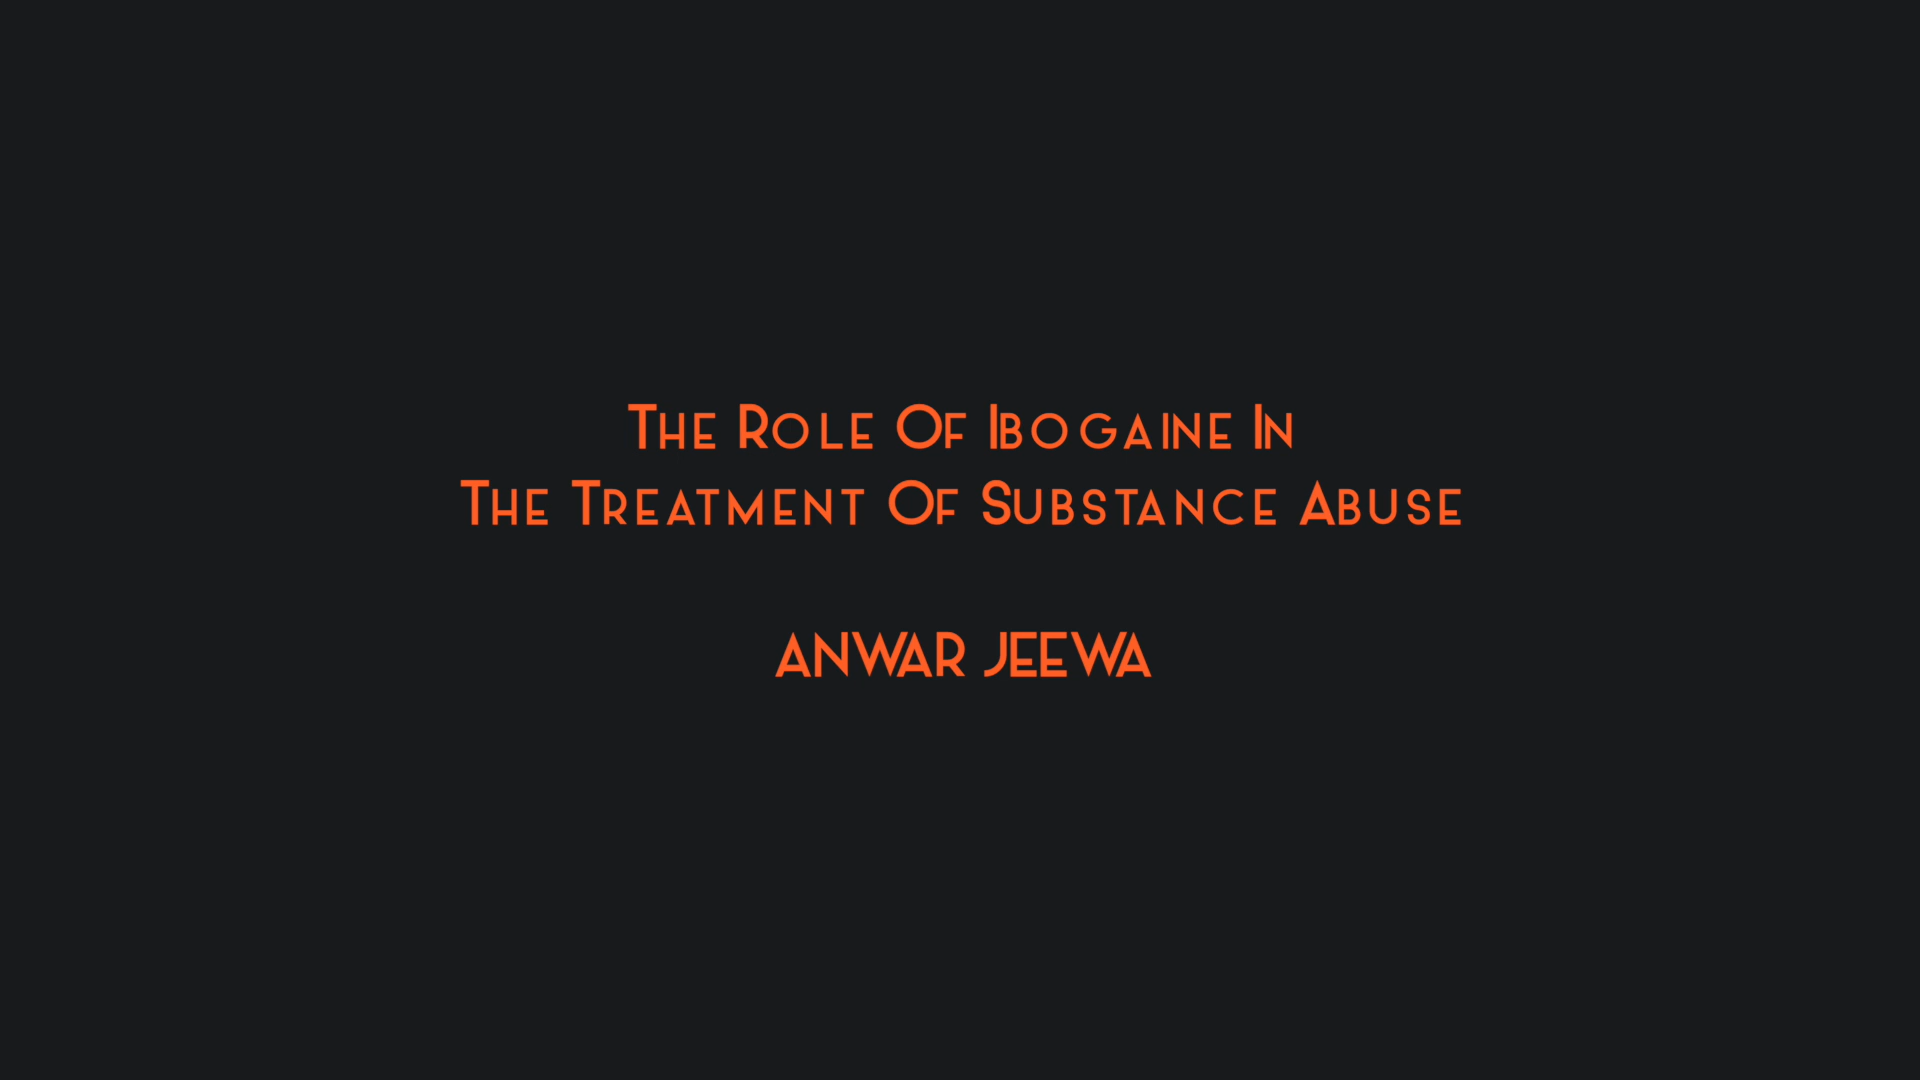 The Role Of Ibogaine In
The Treatment Of Substance Abuse
ANWAR JEEWA